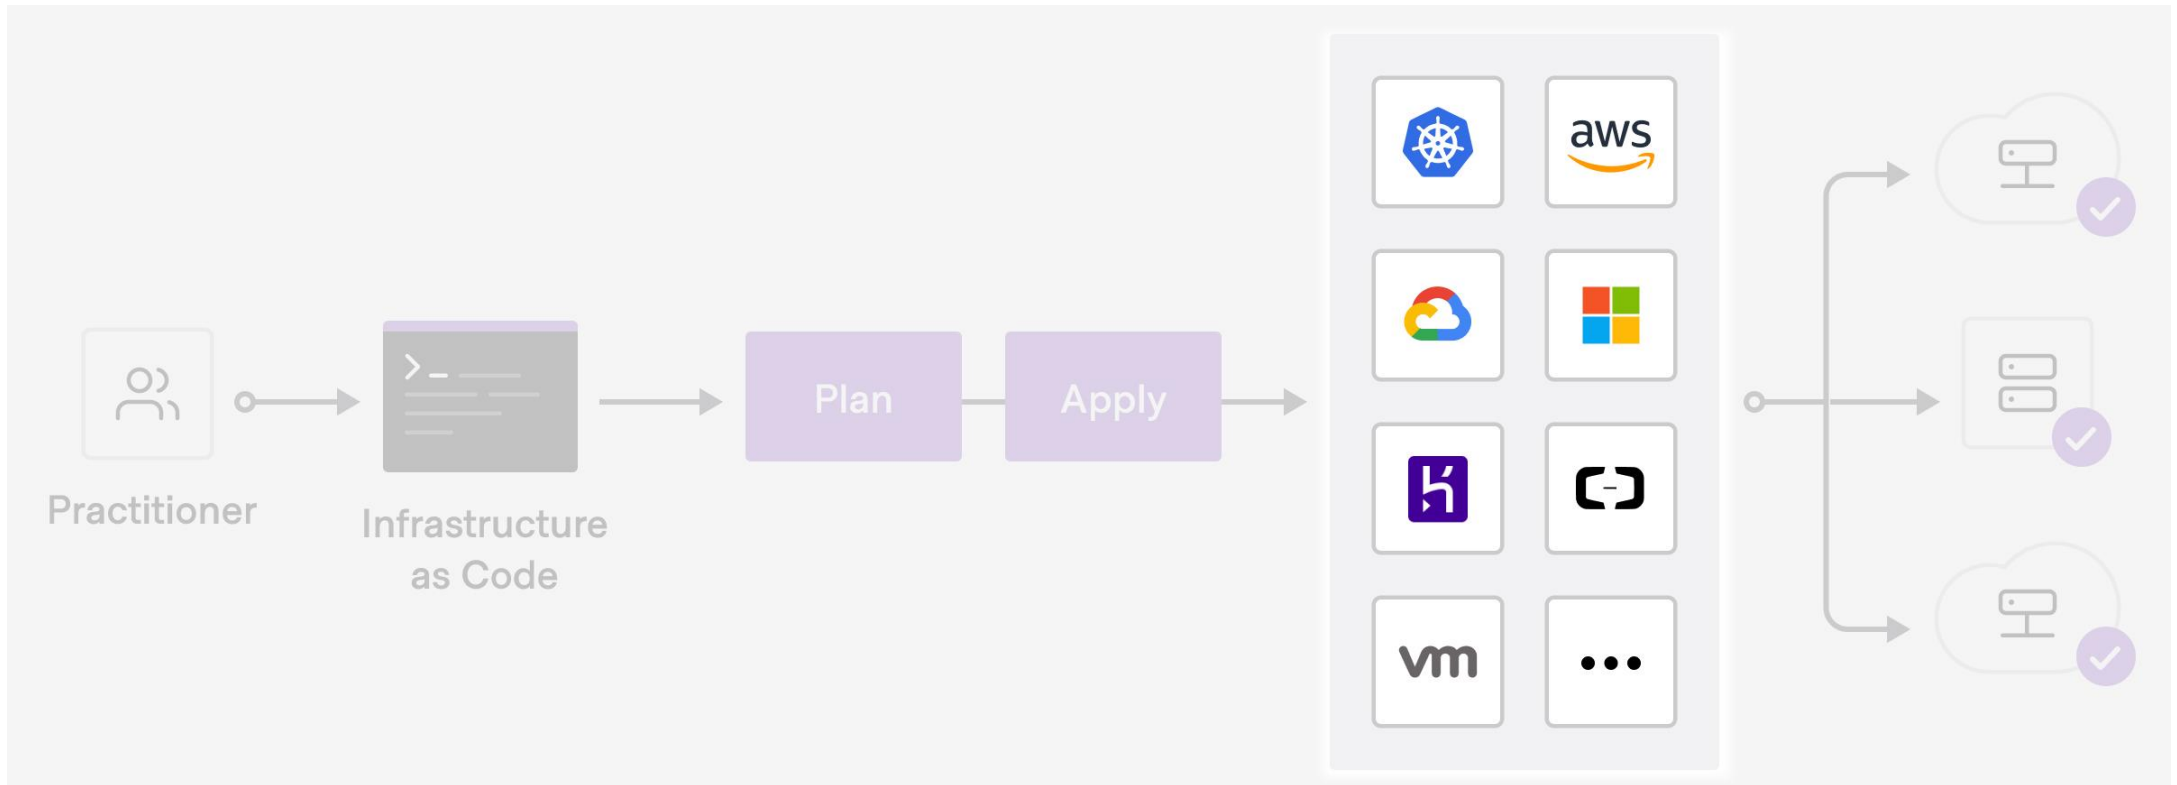 Practitioner
Infrastructure
as Code
Plan
Apply
aws
vm